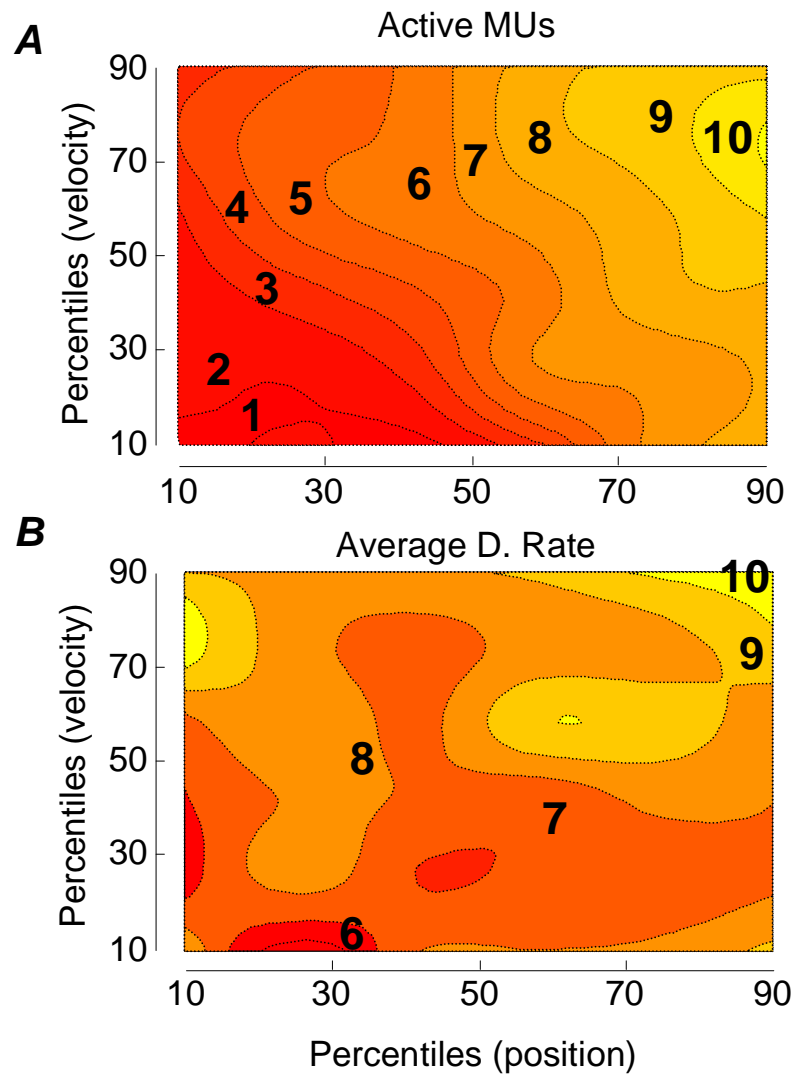 A
Active MUs
90
70
50
30
10
Percentiles (velocity)
9
10
8
7
6
5
4
3
2
1
10 30 50 70 90
B
Average D. Rate
90
70
50
30
10
Percentiles (velocity)
10
9
8
7
6
10 30 50 70 90
Percentiles (position)